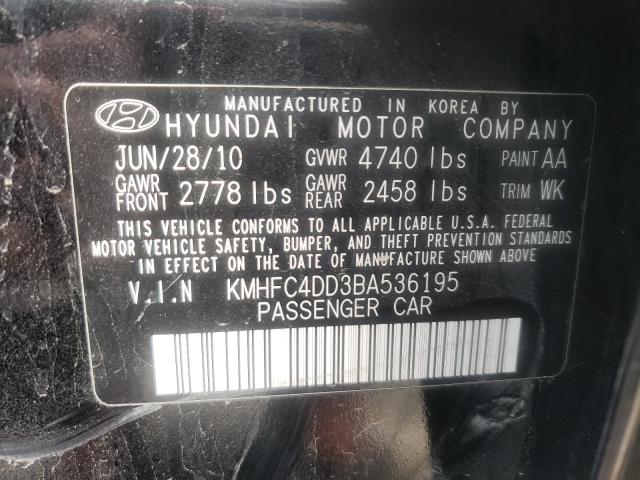 MANUFACTURED IN KOREA BY
HYUNDAI MOTOR COMPANY
JUN/28/10 GVWR 4740 lbs PAINT AA
GAWR FRONT 2778 lbs GAWR REAR 2458 lbs TRIM WK
THIS VEHICLE CONFORMS TO ALL APPLICABLE U.S.A. FEDERAL
MOTOR VEHICLE SAFETY, BUMPER, AND THEFT PREVENTION STANDARDS
IN EFFECT ON THE DATE OF MANUFACTURE SHOWN ABOVE
V.I.N KMHFC4DD3BA536195
PASSENGER CAR